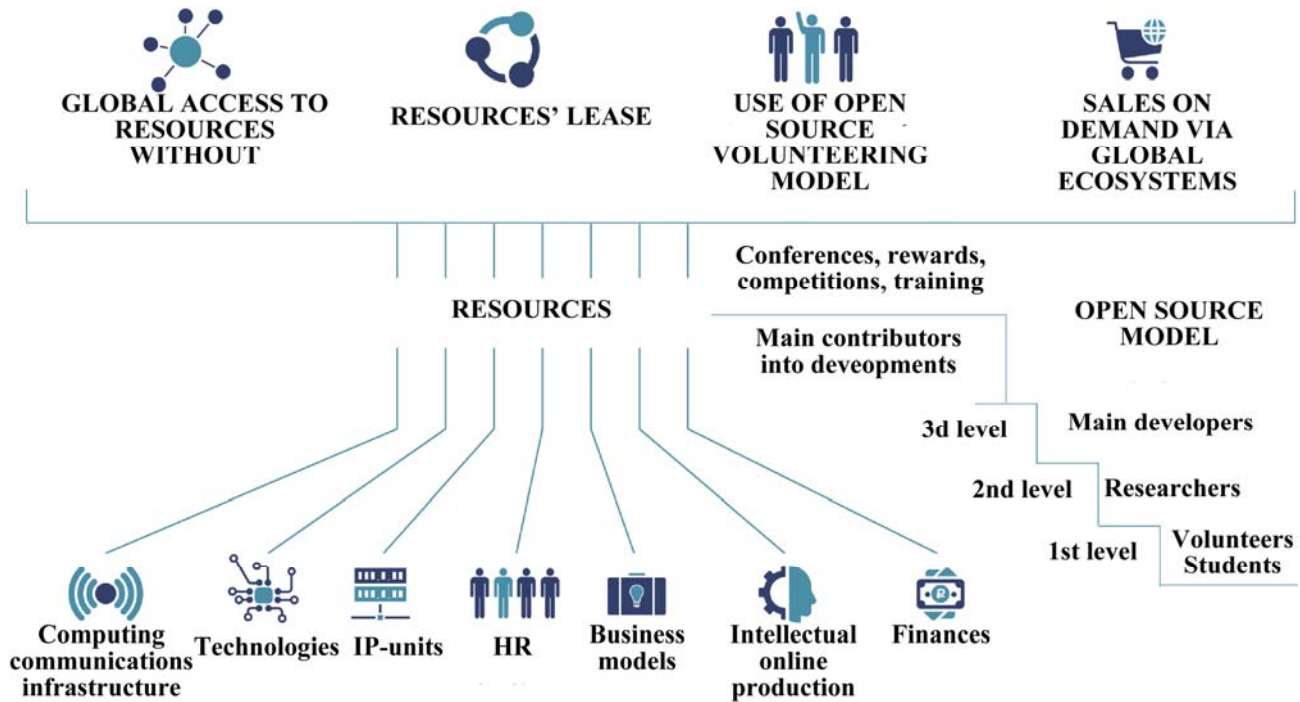 GLOBAL ACCESS TO
RESOURCES
WITHOUT
RESOURCES’ LEASE
USE OF OPEN
SOURCE
VOLUNTEERING
MODEL
SALES ON
DEMAND VIA
GLOBAL
ECOSYSTEMS
Conferences, rewards,
competitions, training
RESOURCES
OPEN SOURCE
MODEL
Main contributors
into deveopments
3d level
Main developers
2nd level
Researchers
1st level
Volunteers
Students
Computing
communications
infrastructure
Technologies
IP-units
HR
Business
models
Intellectual
online
production
Finances